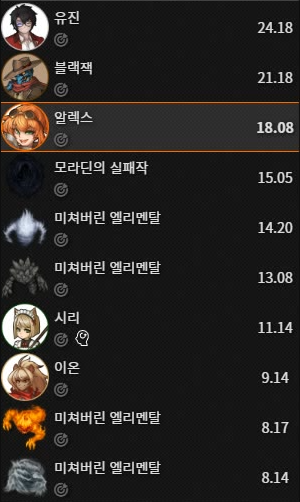 유진
24.18
블랙잭
21.18
알렉스
18.08
모라딘의 실패작
15.05
미쳐버린 엘리멘탈
14.20
미쳐버린 엘리멘탈
13.08
시리
11.14
이온
9.14
미쳐버린 엘리멘탈
8.17
미쳐버린 엘리멘탈
8.14